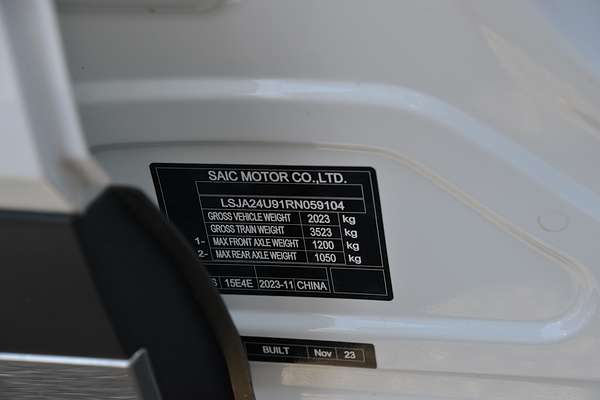 SAIC MOTOR CO.,LTD.
LSJA24U91RN059104
GROSS VEHICLE WEIGHT 2023 kg
GROSS TRAIN WEIGHT 3523 kg
1- MAX FRONT AXLE WEIGHT 1200 kg
2- MAX REAR AXLE WEIGHT 1050 kg
S 15E4E 2023-11 CHINA
BUILT Nov 23